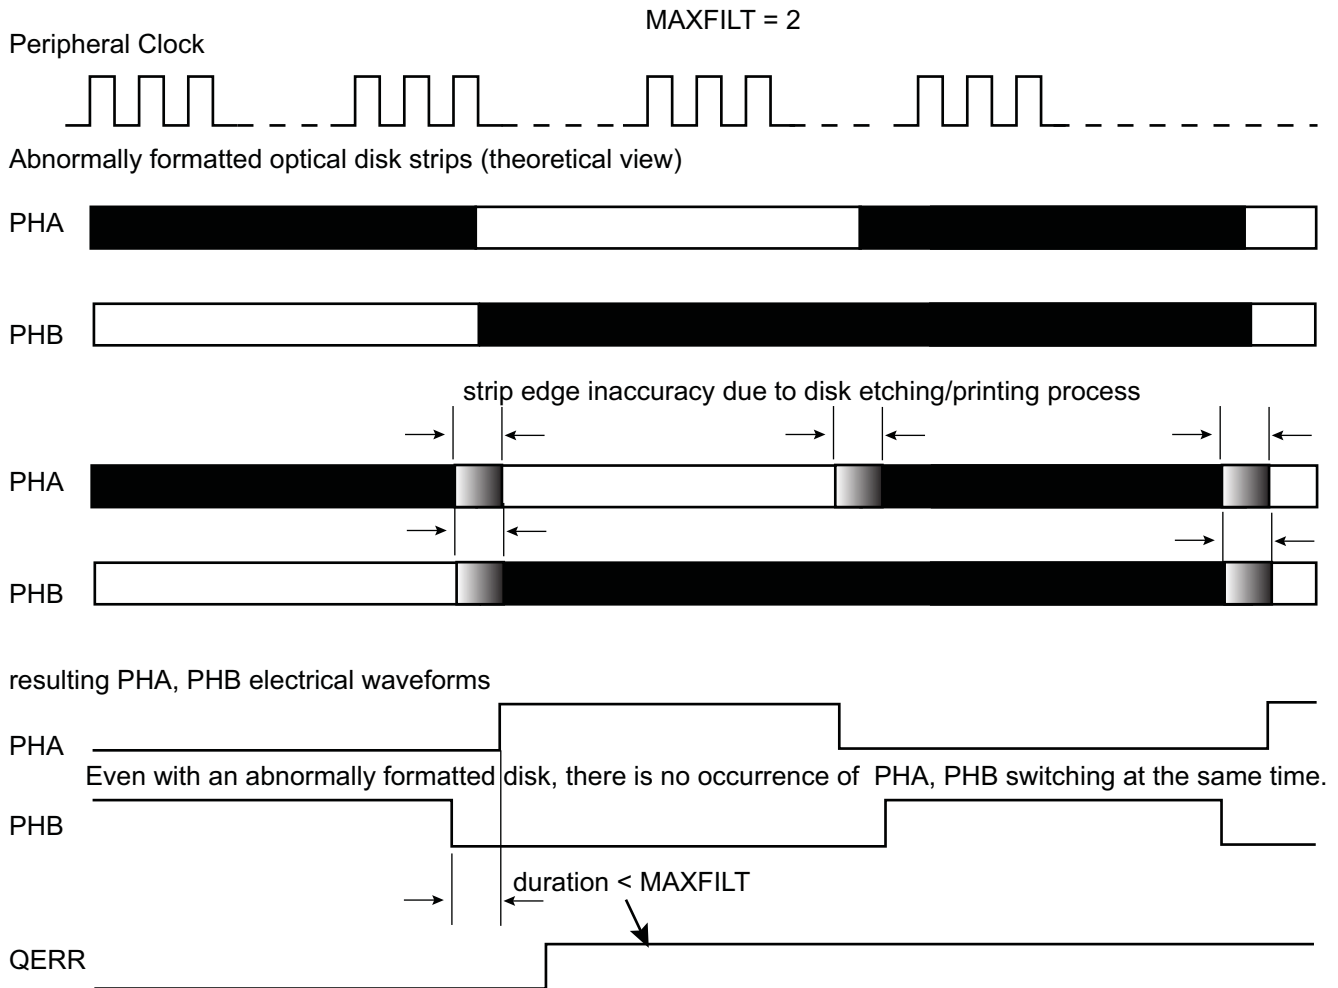 MAXFILT = 2
Peripheral Clock
Abnormally formatted optical disk strips (theoretical view)
PHA
PHB
strip edge inaccuracy due to disk etching/printing process
PHA
PHB
resulting PHA, PHB electrical waveforms
PHA
Even with an abnormally formatted disk, there is no occurrence of PHA, PHB switching at the same time.
PHB
duration < MAXFILT
QERR